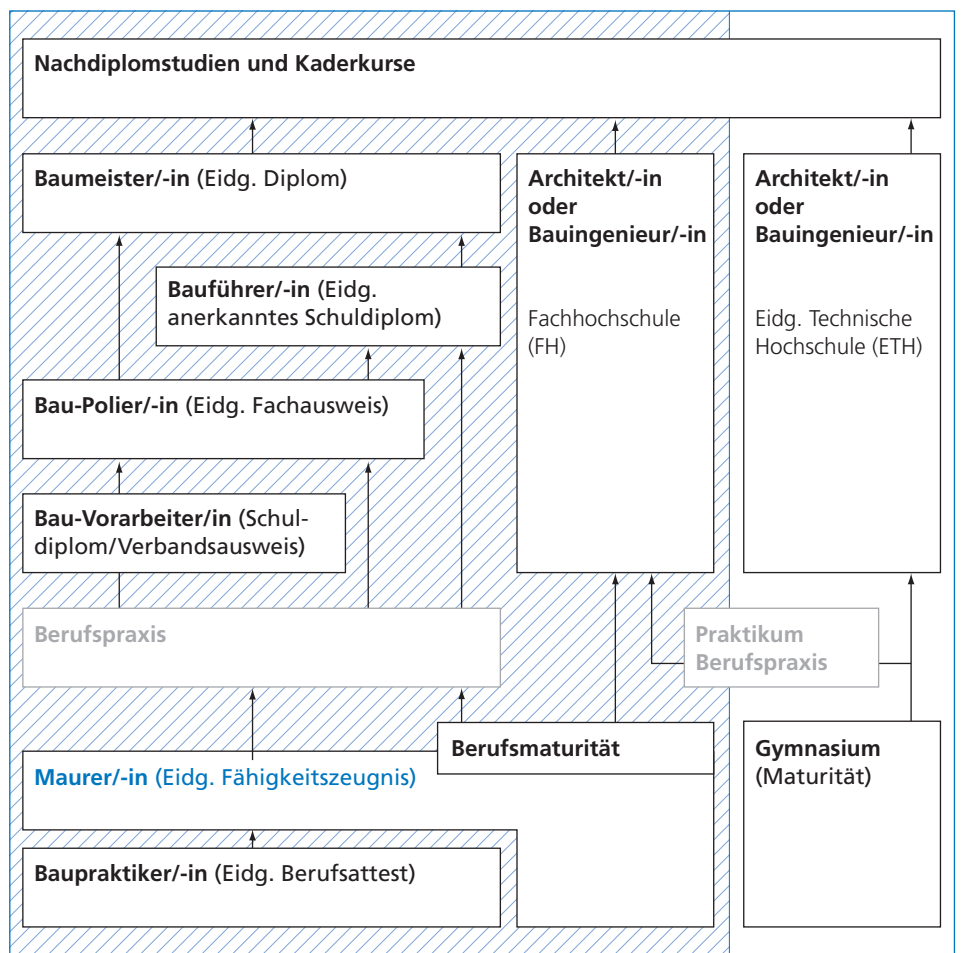 Nachdiplomstudien und Kaderkurse
Baumeister/-in (Eidg. Diplom)
Architekt/-in
oder
Bauingenieur/-in
Fachhochschule
(FH)
Architekt/-in
oder
Bauingenieur/-in
Eidg. Technische
Hochschule (ETH)
Bauführer/-in (Eidg.
anerkanntes Schuldiplom)
Bau-Polier/-in (Eidg. Fachausweis)
Bau-Vorarbeiter/in (Schul-
diplom/Verbandsausweis)
Berufspraxis
Praktikum
Berufspraxis
Berufsmaturität
Gymnasium
(Maturität)
Maurer/-in (Eidg. Fähigkeitszeugnis)
Baupraktiker/-in (Eidg. Berufsattest)